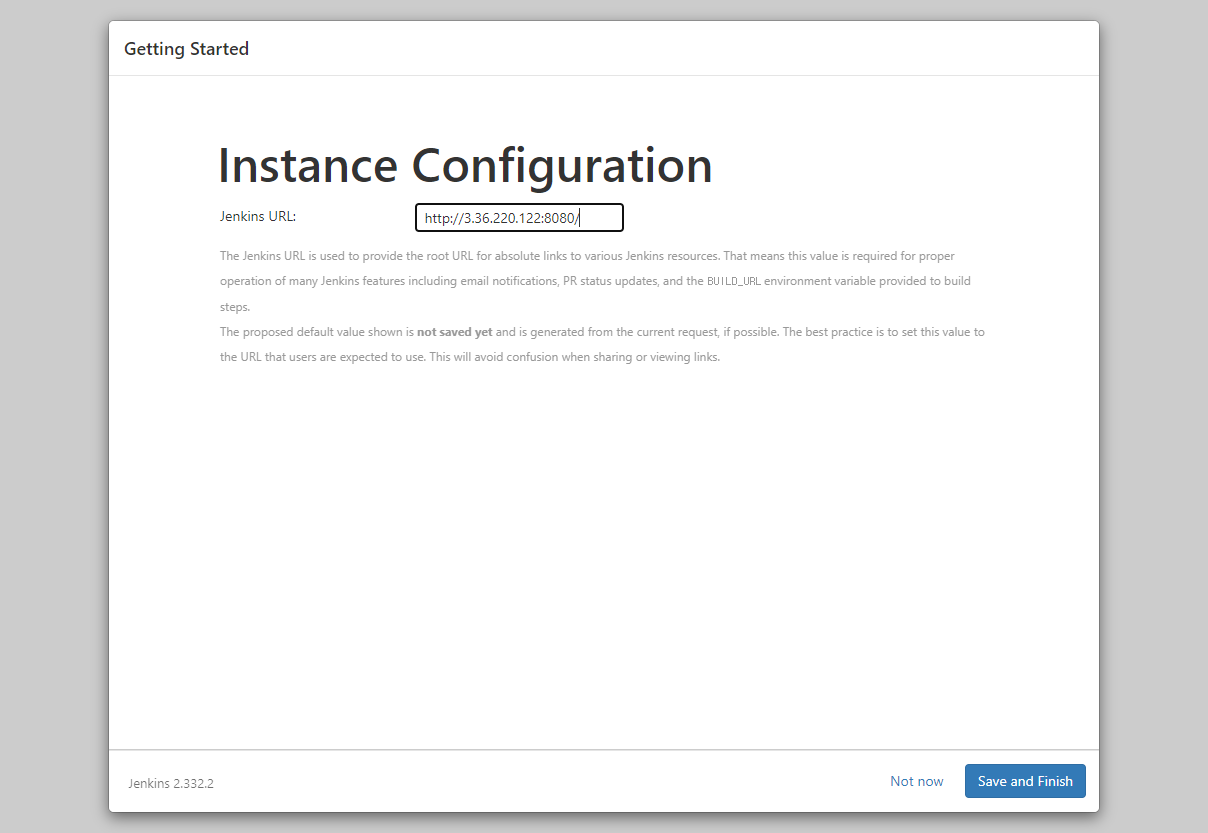 Getting Started
Instance Configuration
Jenkins URL: http://3.36.220.122:8080/
The Jenkins URL is used to provide the root URL for absolute links to various Jenkins resources. That means this value is required for proper
operation of many Jenkins features including email notifications, PR status updates, and the BUILD_URL environment variable provided to build
steps.
The proposed default value shown is not saved yet and is generated from the current request, if possible. The best practice is to set this value to
the URL that users are expected to use. This will avoid confusion when sharing or viewing links.
Jenkins 2.332.2 Not now Save and Finish